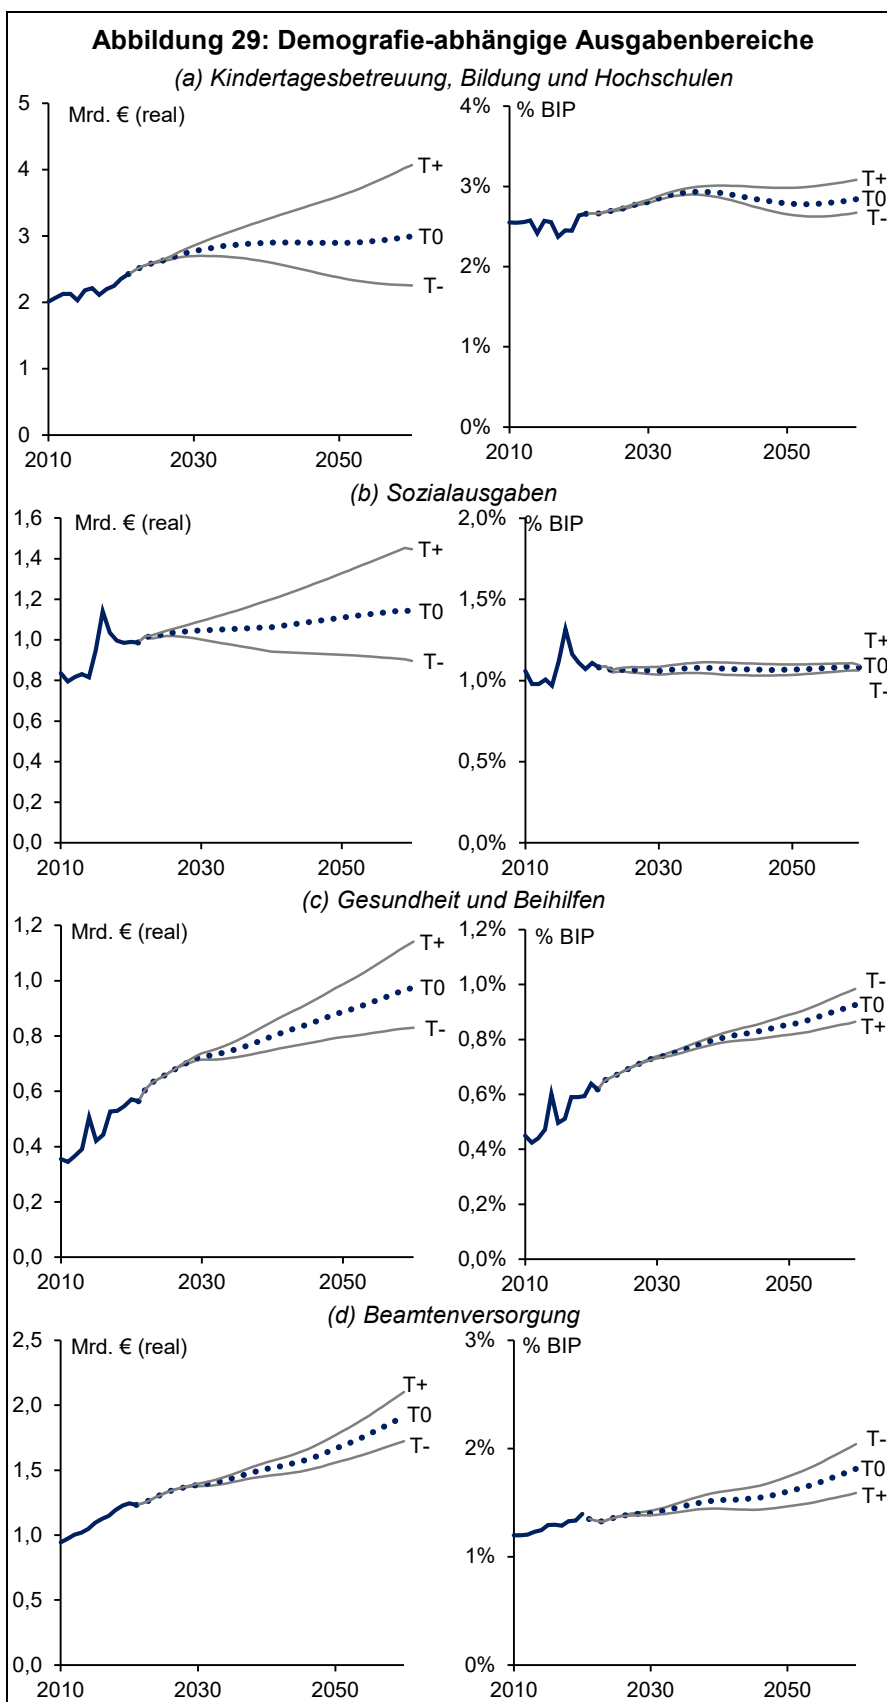 Abbildung 29: Demografie-abhängige Ausgabenbereiche
(a) Kindertagesbetreuung, Bildung und Hochschulen
Mrd. € (real)
5
4
3
2
1
0
2010 2030 2050
T+
T0
T-
% BIP
4%
3%
2%
1%
0%
2010 2030 2050
T+
T0
T-
(b) Sozialausgaben
Mrd. € (real)
1,6
1,4
1,2
1,0
0,8
0,6
0,4
0,2
0,0
2010 2030 2050
T+
T0
T-
% BIP
2,0%
1,5%
1,0%
0,5%
0,0%
2010 2030 2050
T+
T0
T-
(c) Gesundheit und Beihilfen
Mrd. € (real)
1,2
1,0
0,8
0,6
0,4
0,2
0,0
2010 2030 2050
T+
T0
T-
% BIP
1,2%
1,0%
0,8%
0,6%
0,4%
0,2%
0,0%
2010 2030 2050
T-
T0
T+
(d) Beamtenversorgung
Mrd. € (real)
2,5
2,0
1,5
1,0
0,5
0,0
2010 2030 2050
T+
T0
T-
% BIP
3%
2%
1%
0%
2010 2030 2050
T-
T0
T+